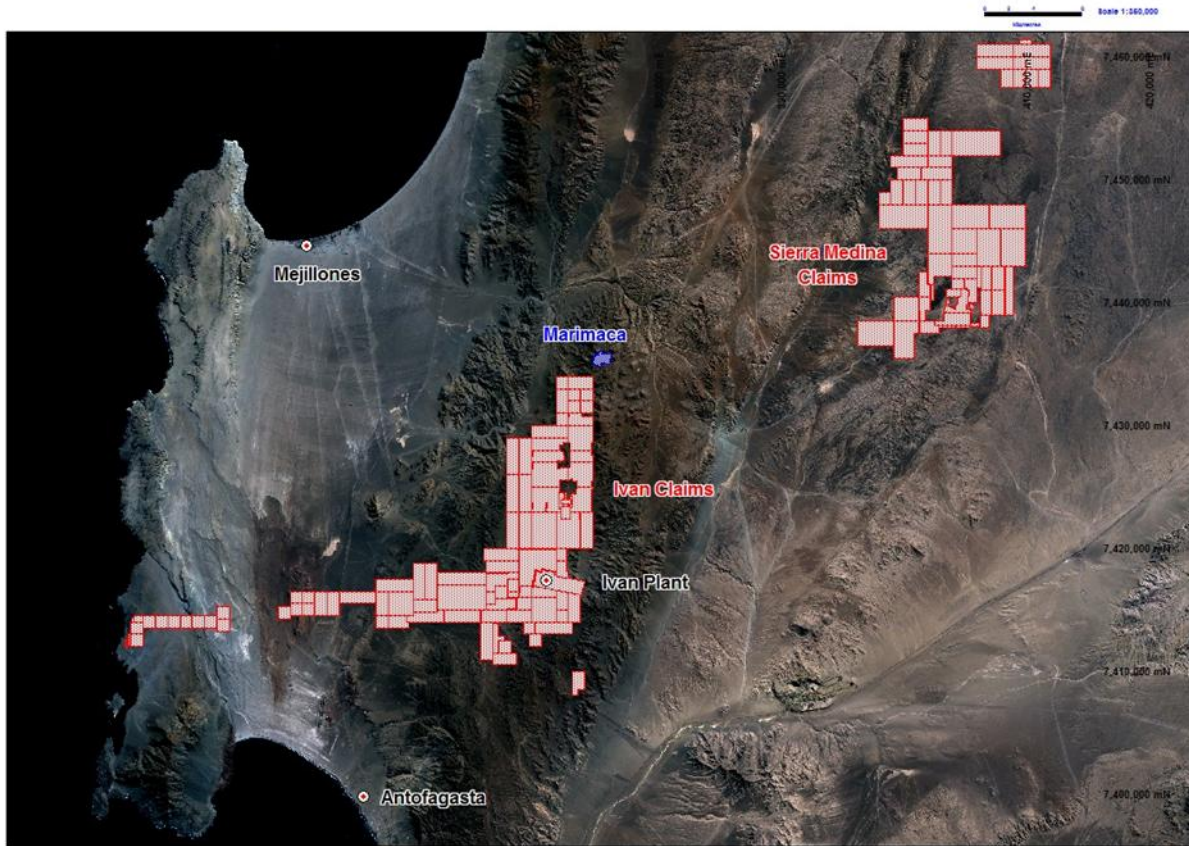 Scale 1:350,000
7,460,000 mN
410,000 mE
420,000 mE
7,450,000 mN
Sierra Medina
Claims
Mejillones
7,440,000 mN
Marimaca
7,430,000 mN
Ivan Claims
7,420,000 mN
Ivan Plant
7,410,000 mN
Antofagasta
7,400,000 mN